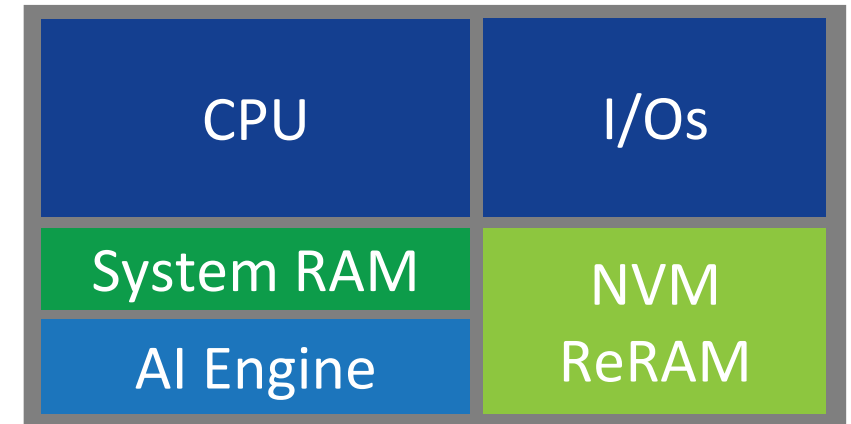 CPU
I/Os
System RAM
AI Engine
NVM
ReRAM